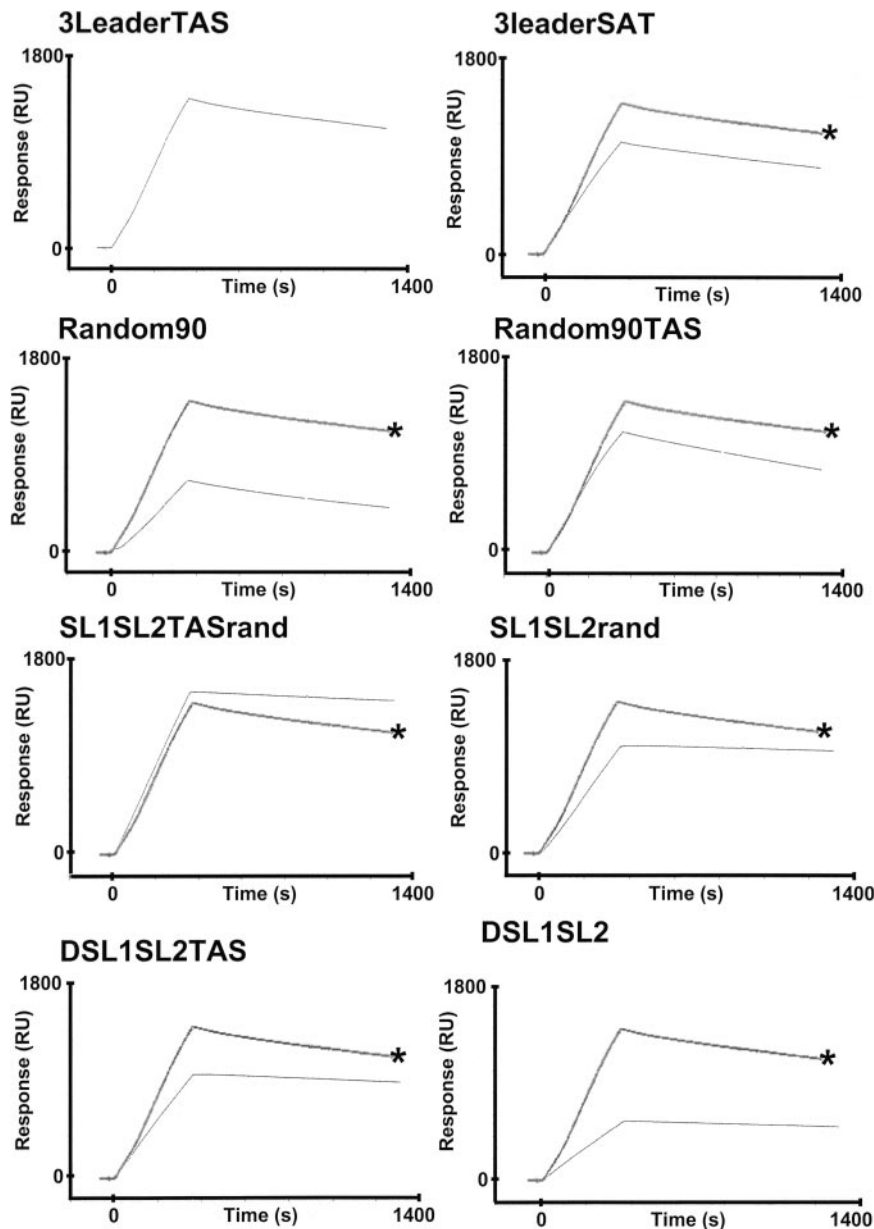 3LeaderTAS
1800
Response (RU)
0
0
Time (s)
1400
3leaderSAT
1800
Response (RU)
*
0
0
Time (s)
1400
Random90
1800
Response (RU)
*
0
0
Time (s)
1400
Random90TAS
1800
Response (RU)
*
0
0
Time (s)
1400
SL1SL2TASrand
1800
Response (RU)
*
0
0
Time (s)
1400
SL1SL2rand
1800
Response (RU)
*
0
0
Time (s)
1400
DSL1SL2TAS
1800
Response (RU)
*
0
0
Time (s)
1400
DSL1SL2
1800
Response (RU)
*
0
0
Time (s)
1400